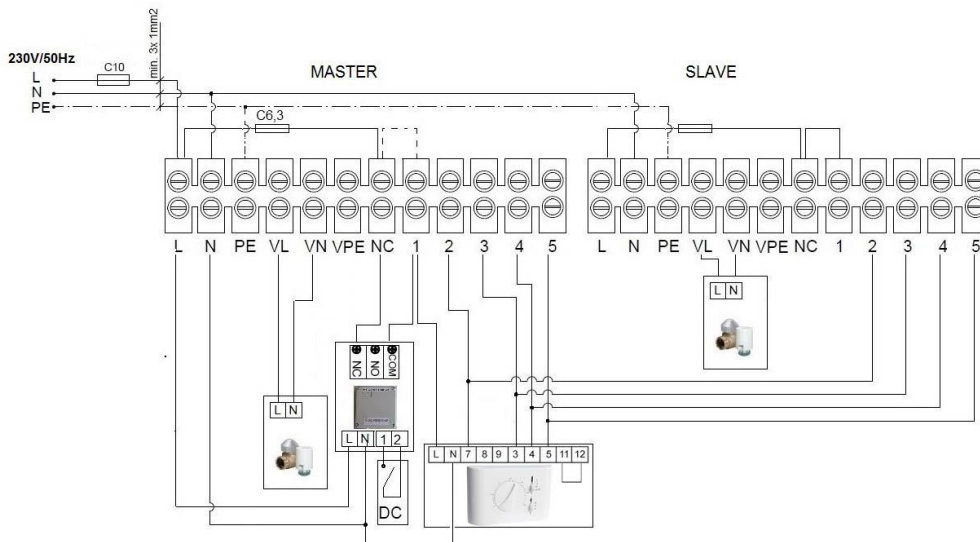 230V/50Hz
L
N
PE
C10
min. 3x 1mm2
MASTER
SLAVE
C6,3
L N PE VL VN VPE NC 1 2 3 4 5
L N PE VL VN VPE NC 1 2 3 4 5
L N
NC NO COM
L N
L N 1 2
DC
L N 7 8 9 3 4 5 11 12